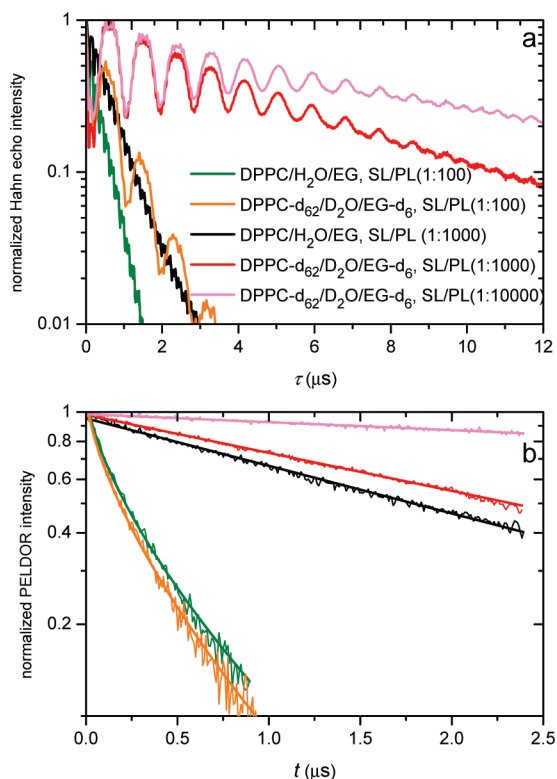 a
normalized Hahn echo intensity
1
0.1
0.01
DPPC/H₂O/EG, SL/PL(1:100)
DPPC-d₆₂/D₂O/EG-d₆, SL/PL(1:100)
DPPC/H₂O/EG, SL/PL (1:1000)
DPPC-d₆₂/D₂O/EG-d₆, SL/PL(1:1000)
DPPC-d₆₂/D₂O/EG-d₆, SL/PL(1:10000)
0 2 4 6 8 10 12
τ (μs)
b
normalized PELDOR intensity
1
0.8
0.6
0.4
0.2
0.0 0.5 1.0 1.5 2.0 2.5
t (μs)